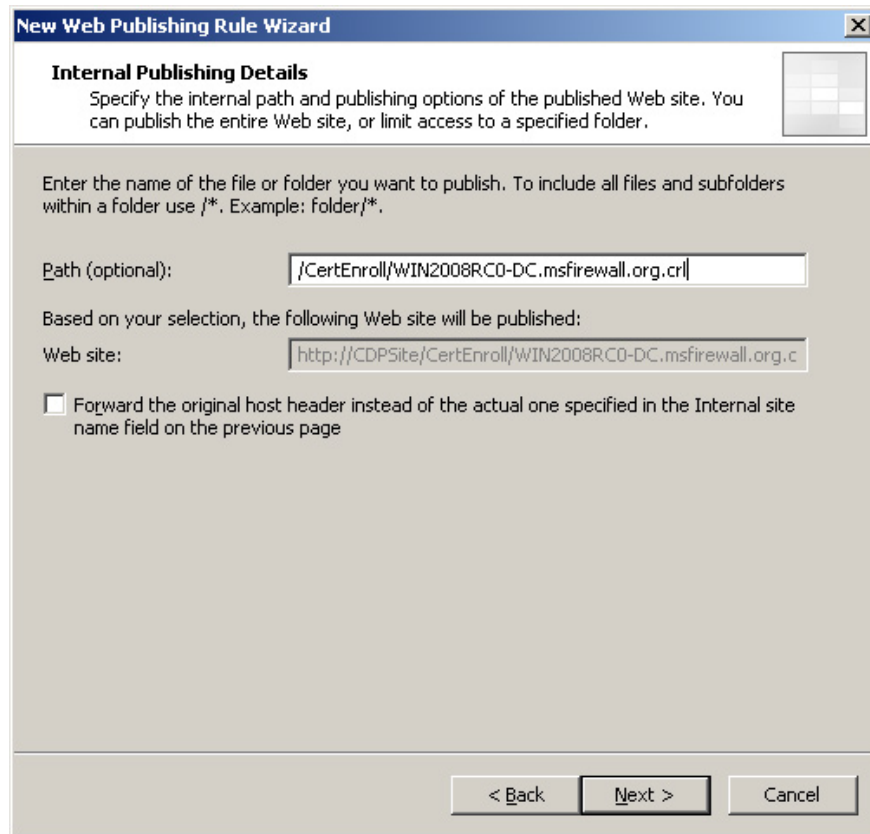 New Web Publishing Rule Wizard
Internal Publishing Details
Specify the internal path and publishing options of the published Web site. You
can publish the entire Web site, or limit access to a specified folder.
Enter the name of the file or folder you want to publish. To include all files and subfolders
within a folder use /*. Example: folder/*.
Path (optional):
/CertEnroll/WIN2008RC0-DC.msfirewall.org.crl
Based on your selection, the following Web site will be published:
Web site:
http://CDPSite/CertEnroll/WIN2008RC0-DC.msfirewall.org.c
Forward the original host header instead of the actual one specified in the Internal site
name field on the previous page
< Back
Next >
Cancel